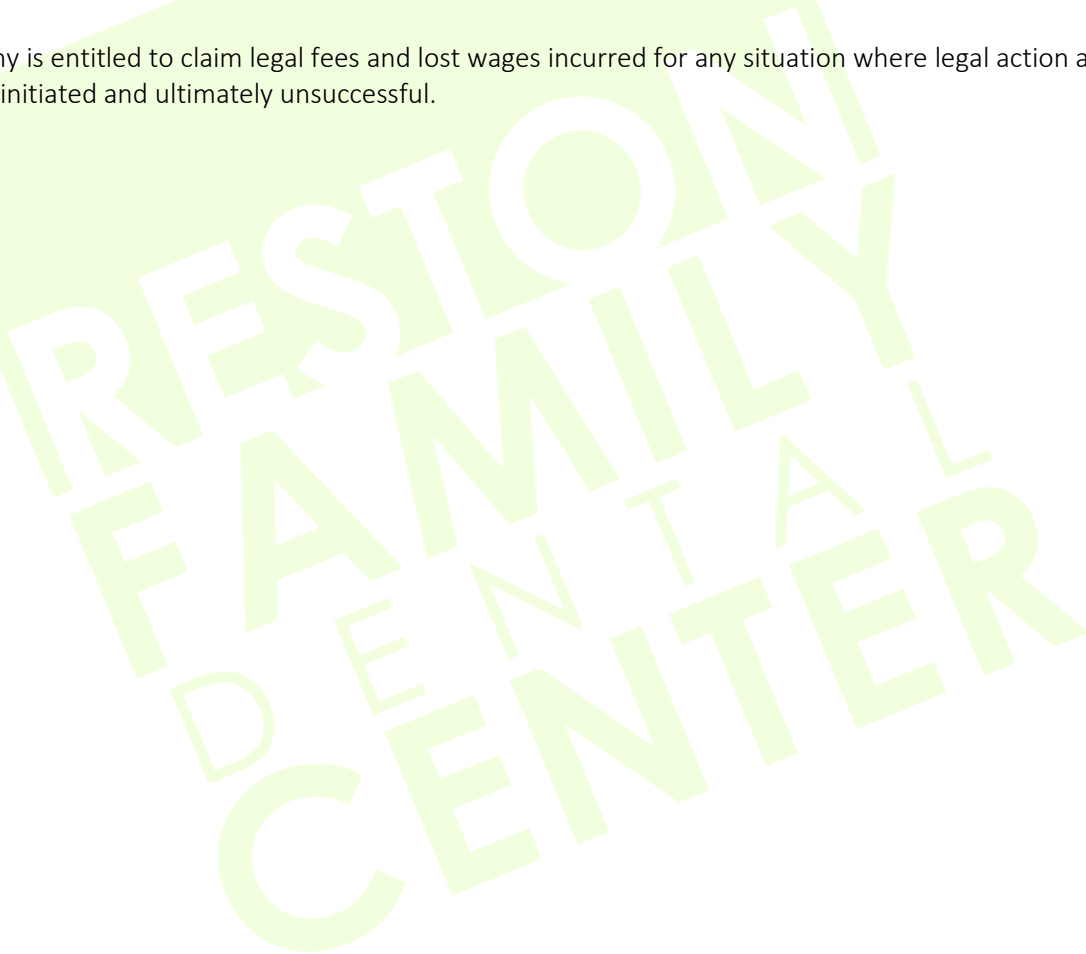 is entitled to claim legal fees and lost wages incurred for any situation where legal action
initiated and ultimately unsuccessful.
RESTON
FAMILY
DENTAL
CENTER